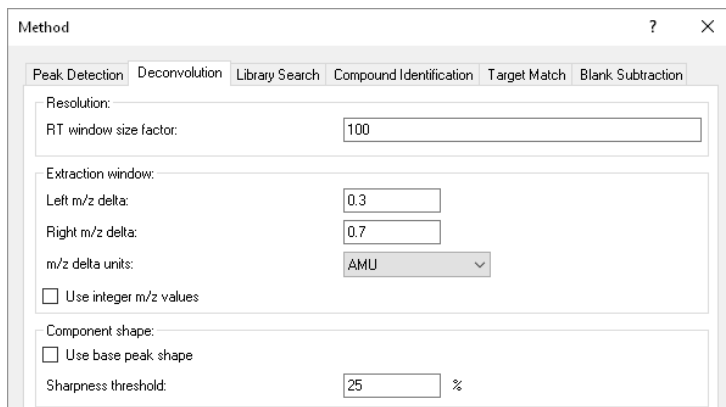 Method ? ×
Peak Detection Deconvolution Library Search Compound Identification Target Match Blank Subtraction
Resolution:
RT window size factor: 100
Extraction window:
Left m/z delta: 0.3
Right m/z delta: 0.7
m/z delta units: AMU
Use integer m/z values
Component shape:
Use base peak shape
Sharpness threshold: 25 %